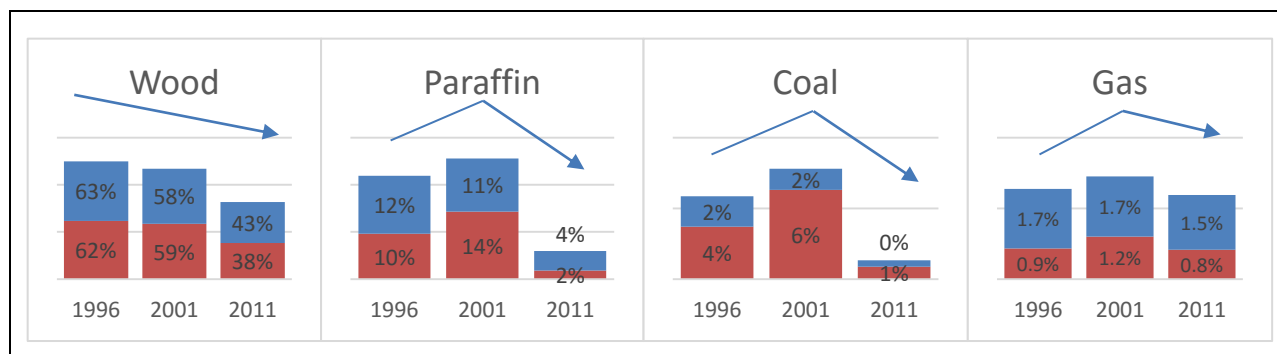 Wood
63% 58% 43%
62% 59% 38%
1996 2001 2011
Paraffin
12% 11% 4%
10% 14% 2%
1996 2001 2011
Coal
2% 2% 0%
4% 6% 1%
1996 2001 2011
Gas
1.7% 1.7% 1.5%
0.9% 1.2% 0.8%
1996 2001 2011